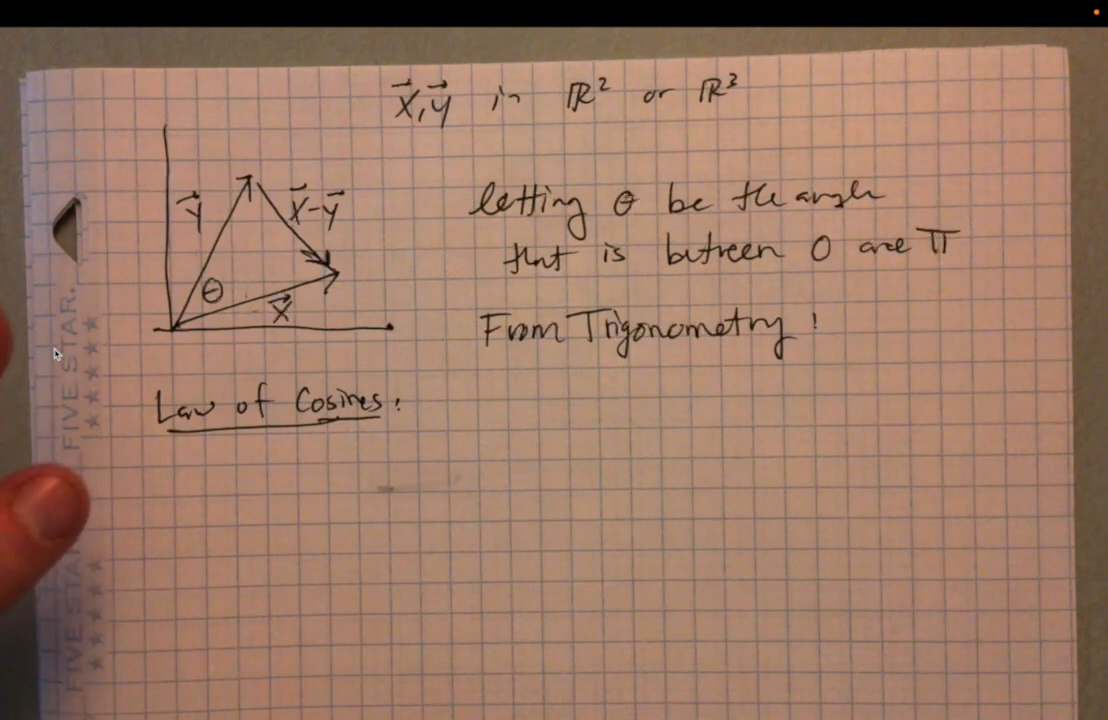 x⃗, y⃗ in ℝ² or ℝ³
y⃗
x⃗-y⃗
θ
x⃗
letting θ be the angle
that is between 0 and π
From Trigonometry!
Law of Cosines:
FIVE STAR.
FIVE STAR